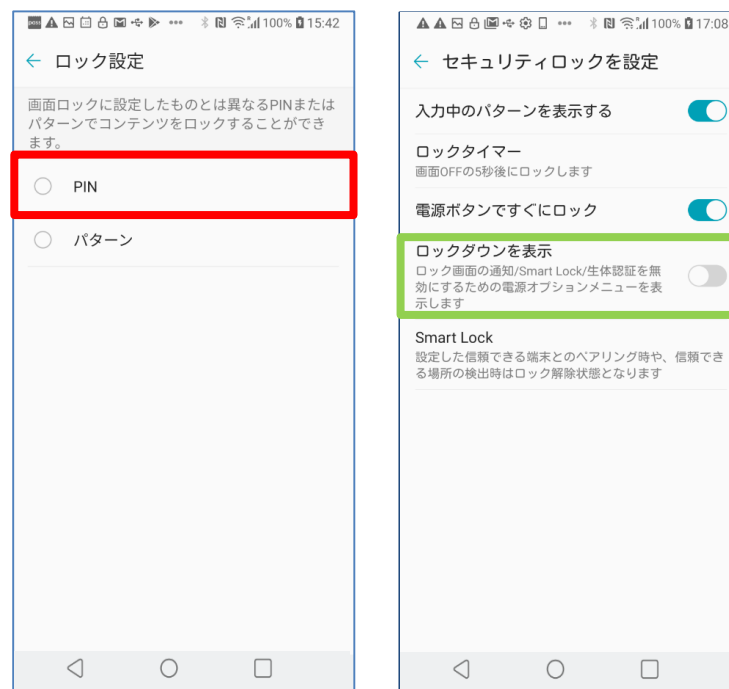 100% 15:42
ロック設定
画面ロックに設定したものとは異なるPINまたは
パターンでコンテンツをロックすることができ
ます。
PIN
パターン
100% 17:08
セキュリティロックを設定
入力中のパターンを表示する
ロックタイマー
画面OFFの5秒後にロックします
電源ボタンですぐにロック
ロックダウンを表示
ロック画面の通知/Smart Lock/生体認証を無
効にするための電源オプションメニューを表
示します
Smart Lock
設定した信頼できる端末とのペアリング時や、信頼でき
る場所の検出時はロック解除状態となります